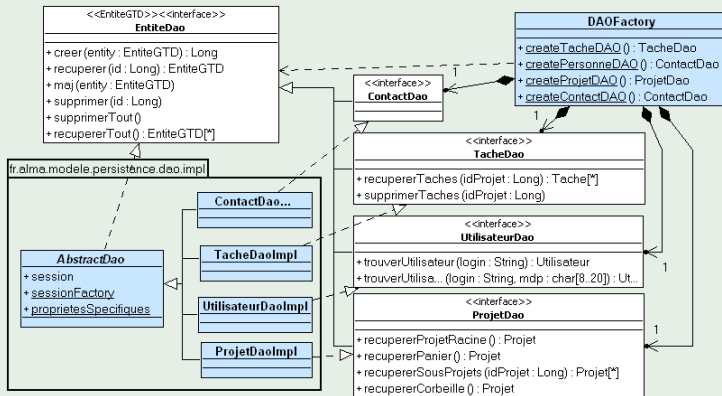 <<EntiteGTD>><<interface>>
EntiteDao
+ creer (entity : EntiteGTD) : Long
+ recuperer (id : Long) : EntiteGTD
+ maj (entity : EntiteGTD)
+ supprimer (id : Long)
+ supprimerTout ()
+ recupererTout () : EntiteGTD[*]
DAOFactory
+ createTacheDAO () : TacheDao
+ createPersonneDAO () : ContactDao
+ createProjetDAO () : ProjetDao
+ createContactDAO () : ContactDao
<<interface>>
ContactDao
1
1
<<interface>>
TacheDao
+ recupererTaches (idProjet : Long) : Tache[*]
+ supprimerTaches (idProjet : Long)
fr.alma.modele.persistance.dao.impl
ContactDao...
TacheDaoImpl
UtilisateurDaoImpl
ProjetDaoImpl
AbstractDao
+ session
+ sessionFactory
+ proprietesSpecifiques
<<interface>>
UtilisateurDao
+ trouverUtilisateur (login : String) : Utilisateur
+ trouverUtilisa... (login : String, mdp : char[8..20]) : Ut...
1
<<interface>>
ProjetDao
+ recupererProjetRacine () : Projet
+ recupererPanier () : Projet
+ recupererSousProjets (idProjet : Long) : Projet[*]
+ recupererCorbeille () : Projet
1